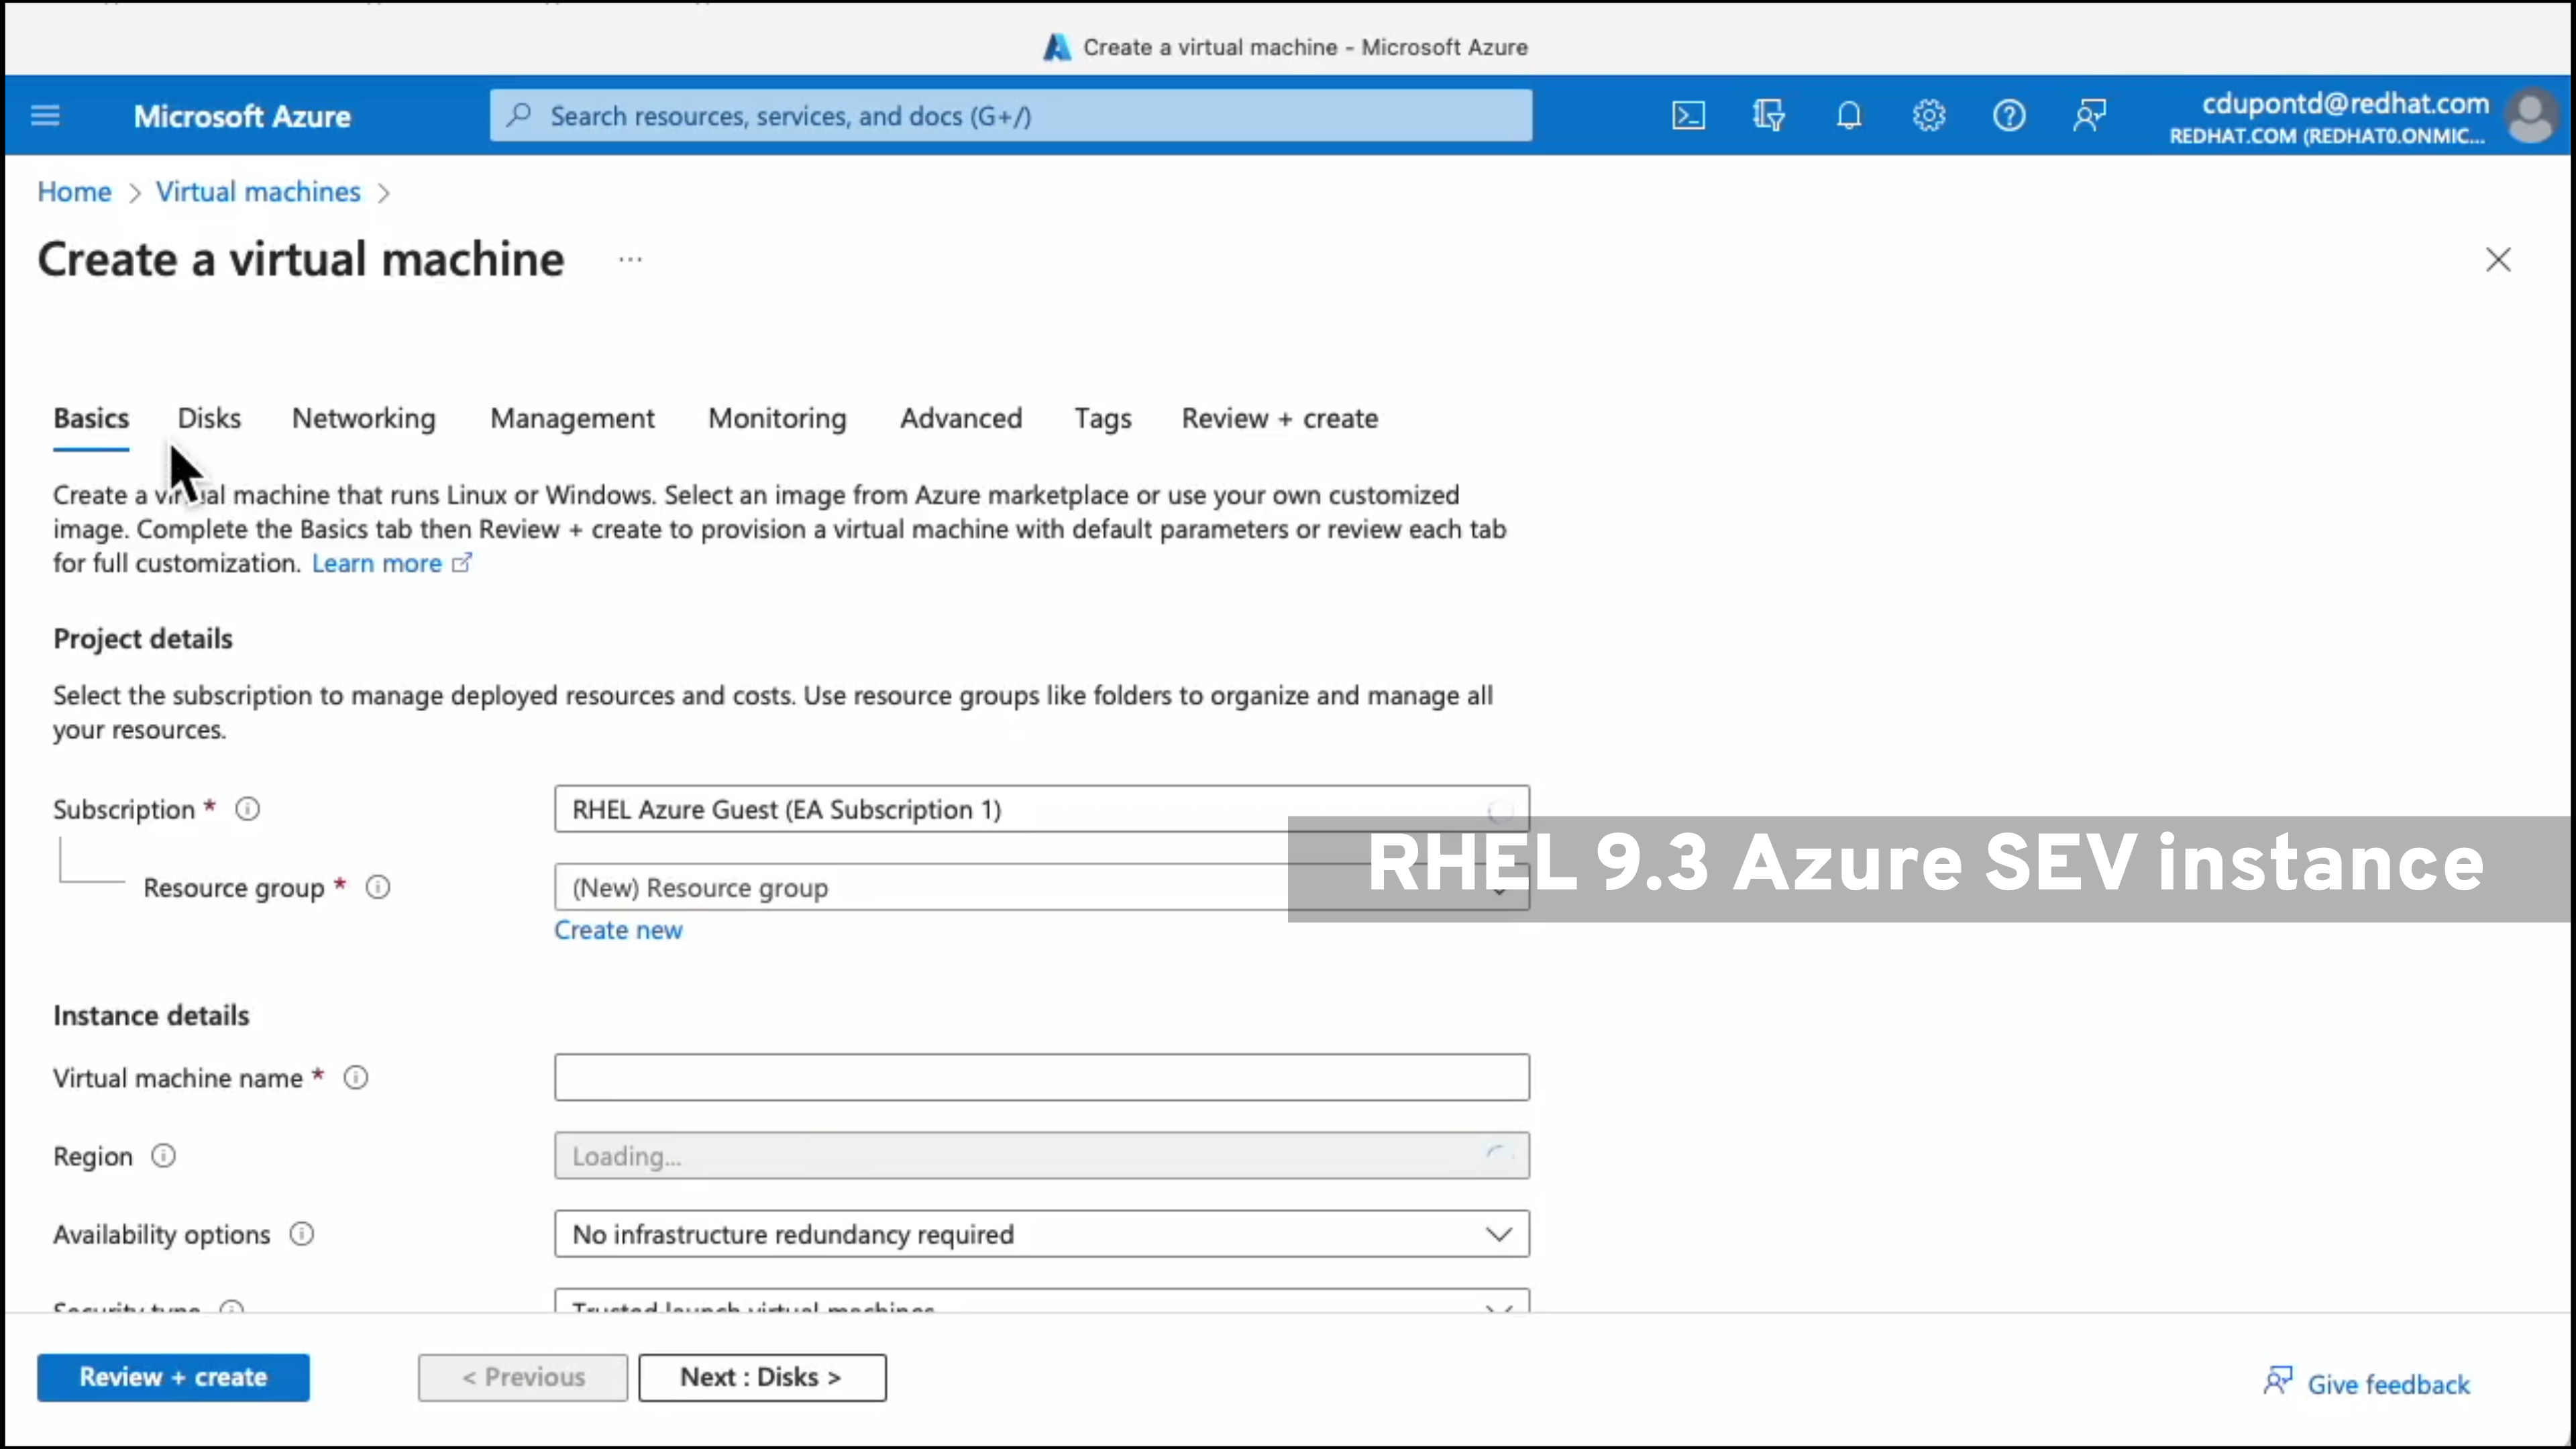 Create a virtual machine - Microsoft Azure
Microsoft Azure
Search resources, services, and docs (G+/)
cdupontd@redhat.com
REDHAT.COM (REDHAT0.ONMIC...
Home > Virtual machines >
Create a virtual machine ...
Basics Disks Networking Management Monitoring Advanced Tags Review + create
Create a virtual machine that runs Linux or Windows. Select an image from Azure marketplace or use your own customized
image. Complete the Basics tab then Review + create to provision a virtual machine with default parameters or review each tab
for full customization. Learn more
Project details
Select the subscription to manage deployed resources and costs. Use resource groups like folders to organize and manage all
your resources.
Subscription * RHEL Azure Guest (EA Subscription 1)
RHEL 9.3 Azure SEV instance
Resource group * (New) Resource group
Create new
Instance details
Virtual machine name *
Region Loading...
Availability options No infrastructure redundancy required
Security type Trusted launch virtual machines
Review + create < Previous Next : Disks > Give feedback